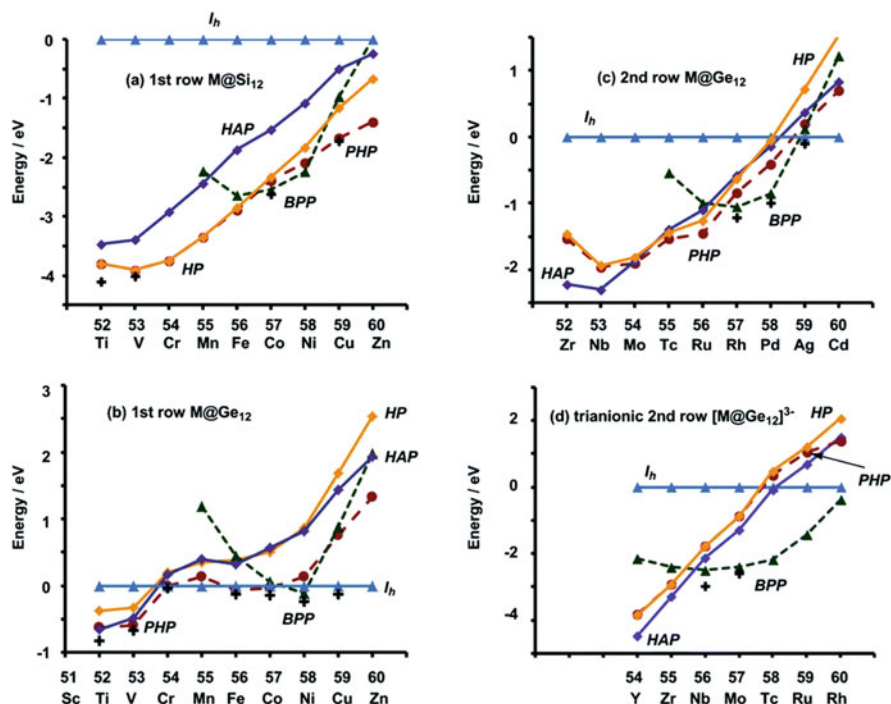 I_h
0
(a) 1st row M@Si₁₂
-1
HAP
-2
PHP
BPP
-3
HP
-4
Energy / eV
52 53 54 55 56 57 58 59 60
Ti V Cr Mn Fe Co Ni Cu Zn
(c) 2nd row M@Ge₁₂
HP
1
I_h
0
-1
PHP
BPP
-2
HAP
Energy / eV
52 53 54 55 56 57 58 59 60
Zr Nb Mo Tc Ru Rh Pd Ag Cd
3
(b) 1st row M@Ge₁₂
HP
HAP
2
1
0
I_h
PHP
BPP
-1
Energy / eV
51 52 53 54 55 56 57 58 59 60
Sc Ti V Cr Mn Fe Co Ni Cu Zn
(d) trianionic 2nd row [M@Ge₁₂]³⁻
HP
2
PHP
I_h
0
-2
BPP
-4
HAP
Energy / eV
54 55 56 57 58 59 60
Y Zr Nb Mo Tc Ru Rh